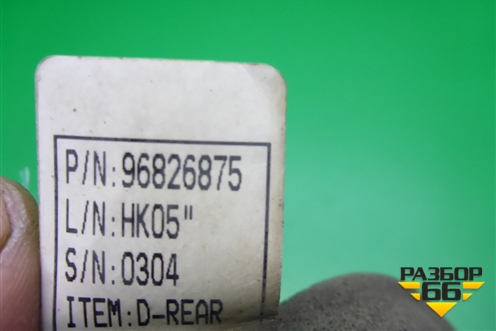 P/N:96826875
L/N:HK05"
S/N:0304
ITEM:D-REAR
РАЗБОР
66